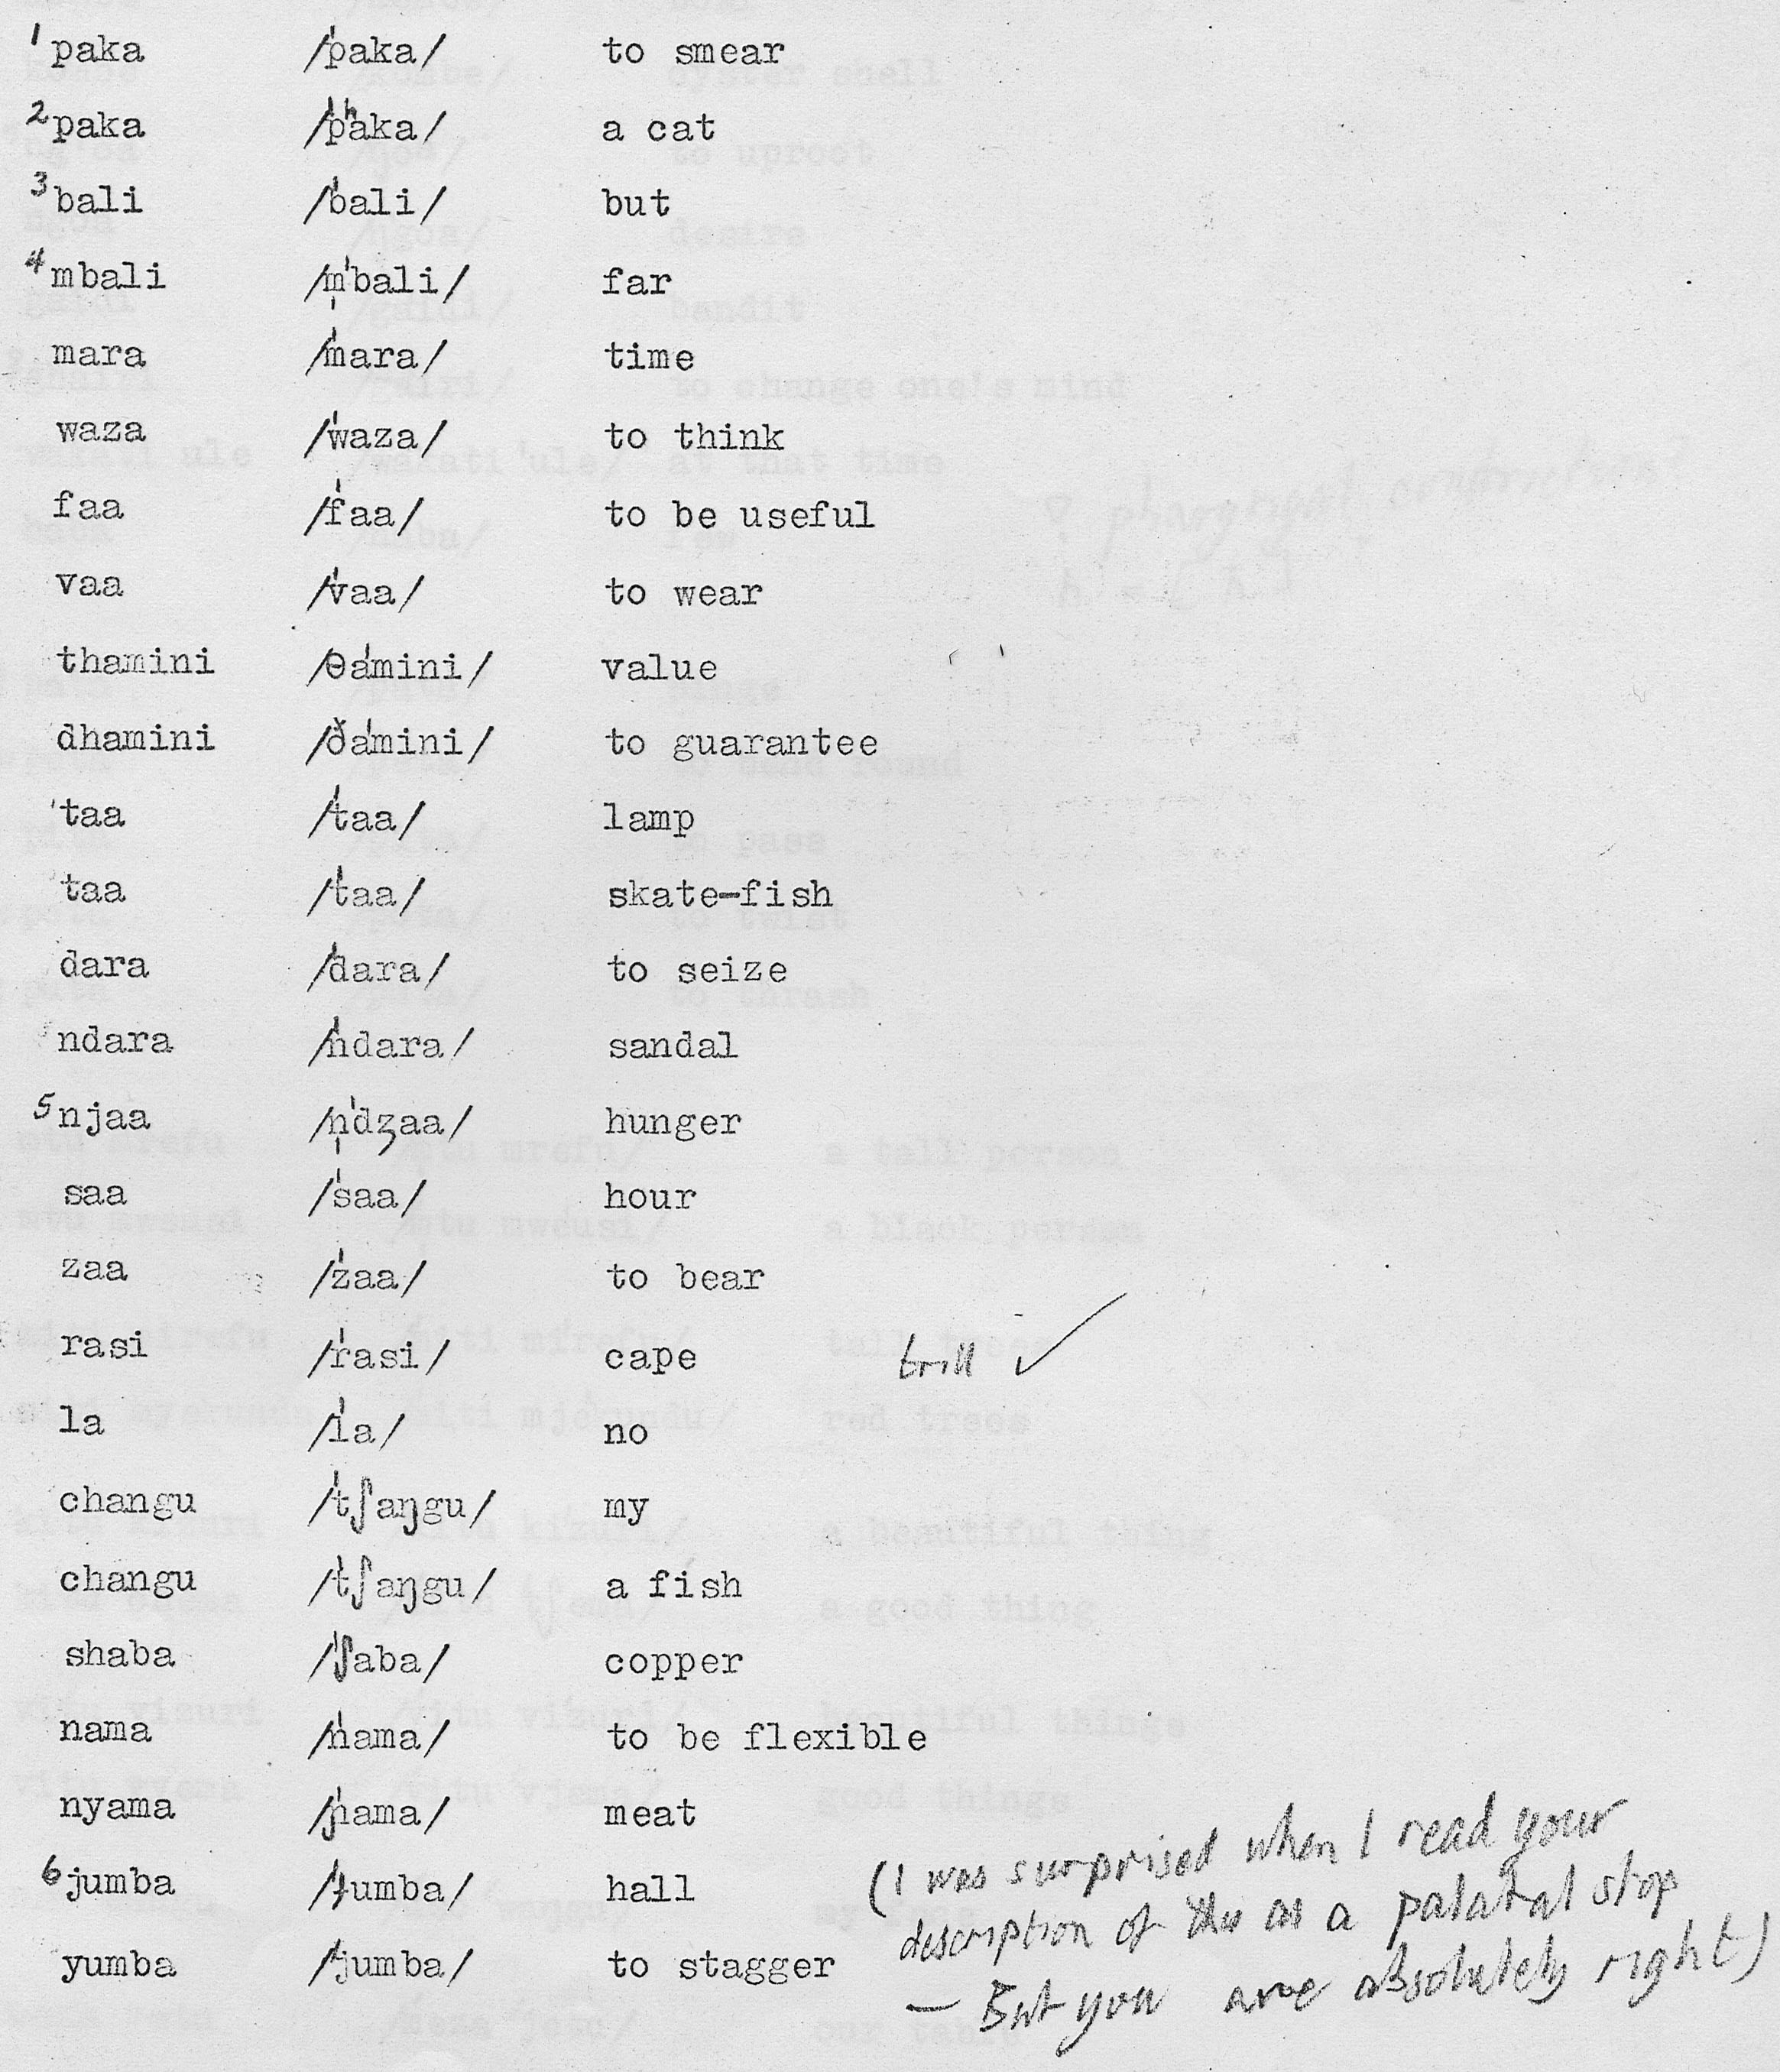 1 paka /ˈpaka/ to smear
2 paka /ˈpʰaka/ a cat
3 bali /ˈbali/ but
4 mbali /m̩ˈbali/ far
mara /ˈmara/ time
waza /ˈwaza/ to think
faa /ˈfaa/ to be useful
vaa /ˈvaa/ to wear
thamini /θaˈmini/ value
dhamini /ðaˈmini/ to guarantee
taa /ˈtaa/ lamp
taa /ˈtaa/ skate-fish
dara /ˈdara/ to seize
ndara /ˈndara/ sandal
5 njaa /n̩ˈdʒaa/ hunger
saa /ˈsaa/ hour
zaa /ˈzaa/ to bear
rasi /ˈrasi/ cape trill ✓
la /ˈla/ no
changu /ˈtʃaŋgu/ my
changu /ˈtʃaŋgu/ a fish
shaba /ˈʃaba/ copper
nama /ˈnama/ to be flexible
nyama /ˈɲama/ meat
6 jumba /ˈɟumba/ hall
yumba /ˈjumba/ to stagger
(I was surprised when I read your
description of this as a palatal stop
— But you are absolutely right)